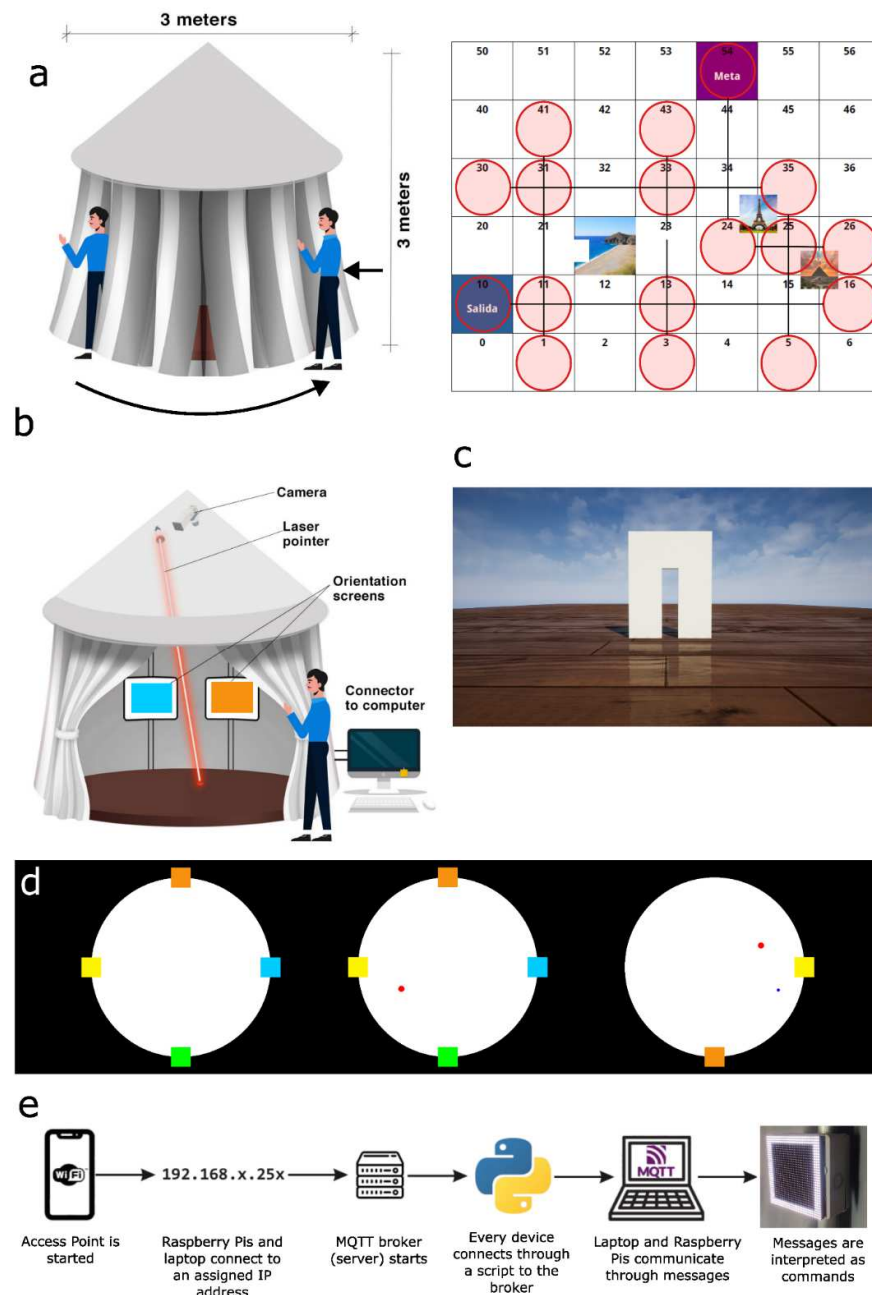 3 meters
a
3 meters
50 51 52 53 54 55 56
Meta
40 41 42 43 44 45 46
30 31 32 33 34 35 36
20 21 23 24 25 26
10 11 12 13 14 15 16
Salida
0 1 2 3 4 5 6
b
Camera
Laser
pointer
Orientation
screens
Connector
to computer
c
d
e
WiFi
192.168.x.25x
MQTT
Access Point is
started
Raspberry Pis and
laptop connect to
an assigned IP
address
MQTT broker
(server) starts
Every device
connects through
a script to the
broker
Laptop and Raspberry
Pis communicate
through messages
Messages are
interpreted as
commands